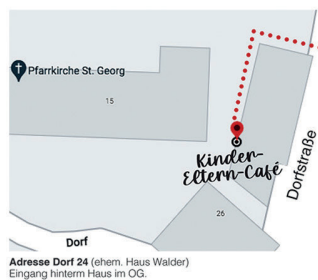 Pfarrkirche St. Georg
15
Kinder-
Eltern-Café
Dorfstraße
26
Dorf
Adresse Dorf 24 (ehem. Haus Walder)
Eingang hinterm Haus im OG.